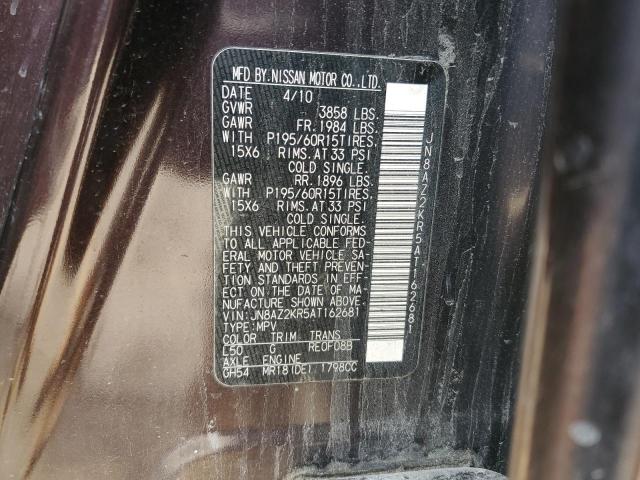 MFD BY.NISSAN MOTOR CO.,LTD.
DATE 4/10
GVWR 3858 LBS.
GAWR FR.1984 LBS.
WITH P195/60R15TIRES.
15X6 RIMS.AT 33 PSI
COLD SINGLE.
GAWR RR.1896 LBS.
WITH P195/60R15TIRES.
15X6 RIMS.AT 33 PSI
COLD SINGLE.
THIS VEHICLE CONFORMS
TO ALL APPLICABLE FED-
ERAL MOTOR VEHICLE SA-
FETY AND THEFT PREVEN-
TION STANDARDS IN EFF-
ECT ON THE DATE OF MA-
NUFACTURE SHOWN ABOVE.
VIN:JN8AZ2KR5AT162681
TYPE:MPV
COLOR TRIM TRANS
L50 G RE0F08B
AXLE ENGINE
GH54 MR18(DE) 1798CC
JN8AZ2KR5AT162681